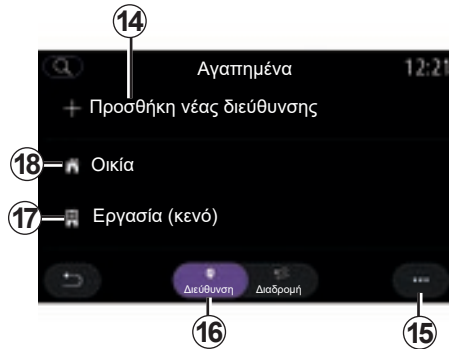 14
Αγαπημένα
12:21
Προσθήκη νέας διεύθυνσης
18
Οικία
17
Εργασία (κενό)
Διεύθυνση
Διαδρομή
16
15